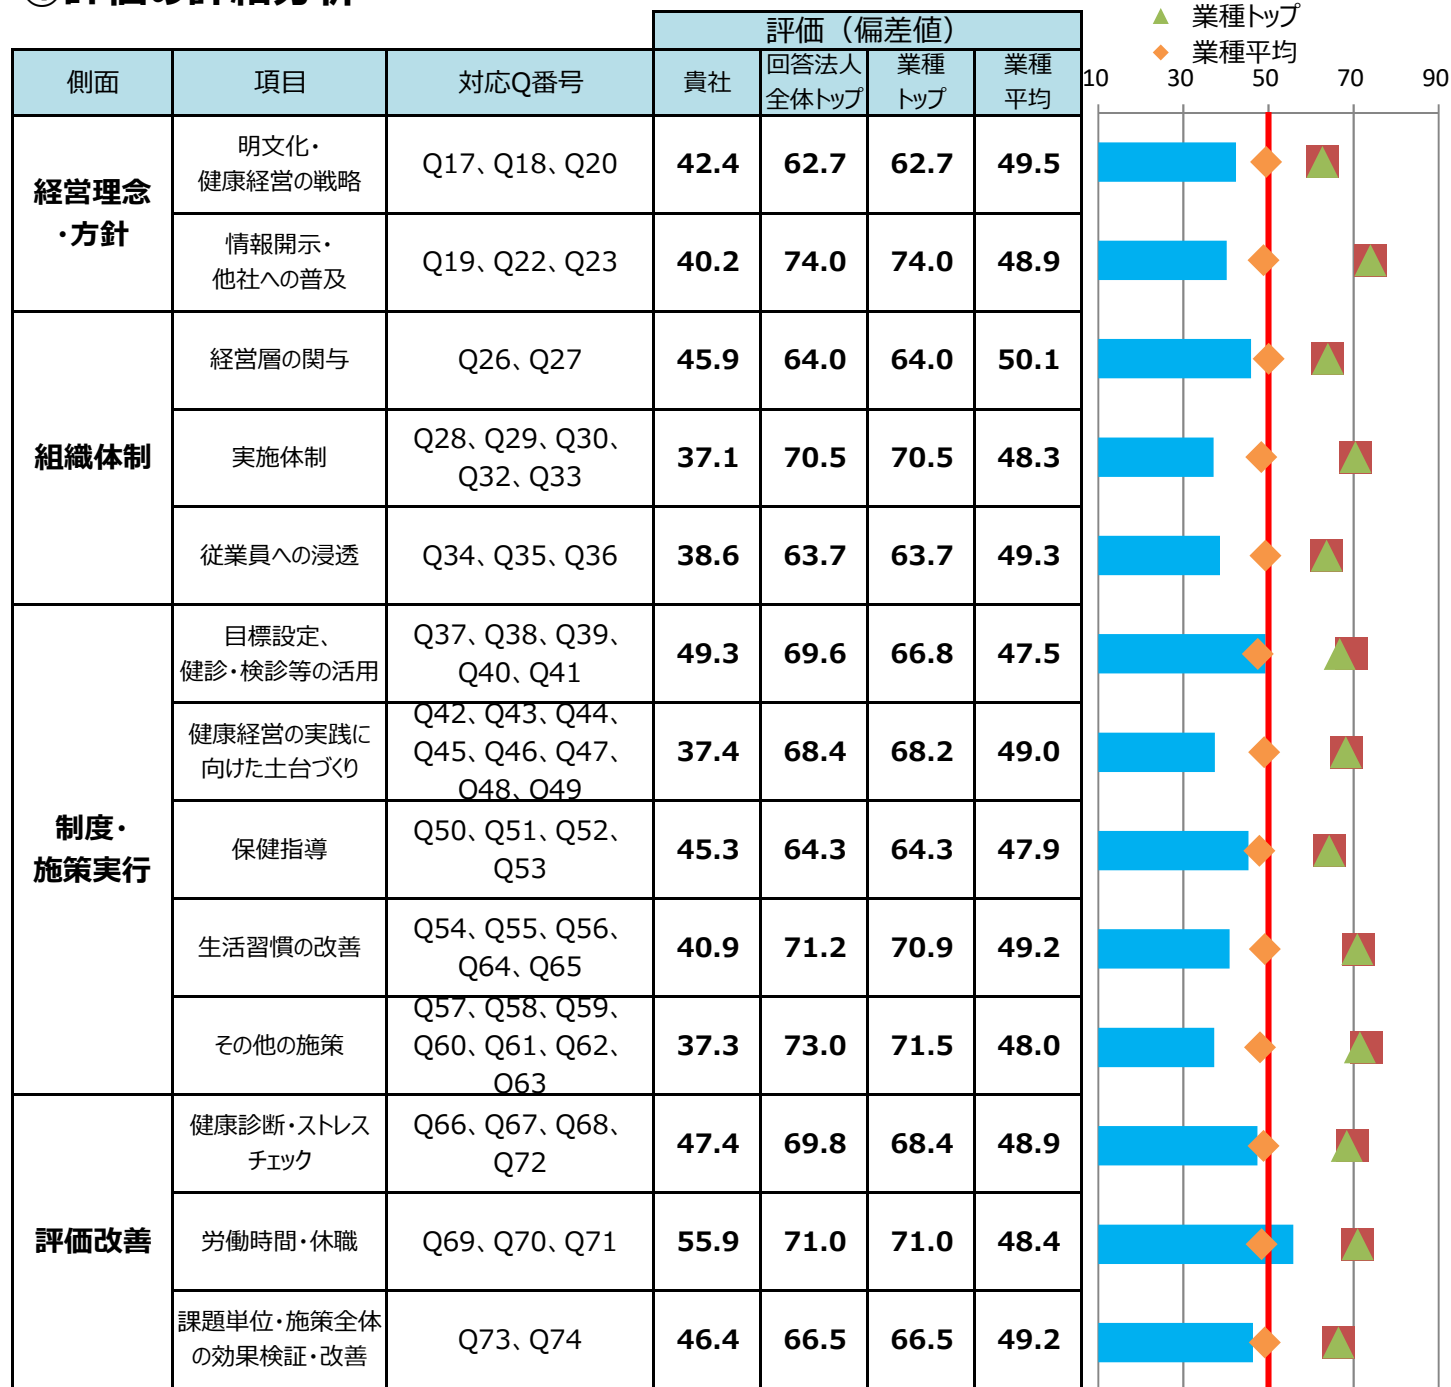 評価の詳細分析
▲ 業種トップ
◆ 業種平均
評価（偏差値）
側面 項目 対応Q番号 貴社 回答法人全体トップ 業種トップ 業種平均
10 30 50 70 90
経営理念・方針
明文化・健康経営の戦略 Q17、Q18、Q20 42.4 62.7 62.7 49.5
情報開示・他社への普及 Q19、Q22、Q23 40.2 74.0 74.0 48.9
組織体制
経営層の関与 Q26、Q27 45.9 64.0 64.0 50.1
実施体制 Q28、Q29、Q30、Q32、Q33 37.1 70.5 70.5 48.3
従業員への浸透 Q34、Q35、Q36 38.6 63.7 63.7 49.3
制度・施策実行
目標設定、健診・検診等の活用 Q37、Q38、Q39、Q40、Q41 49.3 69.6 66.8 47.5
健康経営の実践に向けた土台づくり Q42、Q43、Q44、Q45、Q46、Q47、Q48、Q49 37.4 68.4 68.2 49.0
保健指導 Q50、Q51、Q52、Q53 45.3 64.3 64.3 47.9
生活習慣の改善 Q54、Q55、Q56、Q64、Q65 40.9 71.2 70.9 49.2
その他の施策 Q57、Q58、Q59、Q60、Q61、Q62、Q63 37.3 73.0 71.5 48.0
評価改善
健康診断・ストレスチェック Q66、Q67、Q68、Q72 47.4 69.8 68.4 48.9
労働時間・休職 Q69、Q70、Q71 55.9 71.0 71.0 48.4
課題単位・施策全体の効果検証・改善 Q73、Q74 46.4 66.5 66.5 49.2